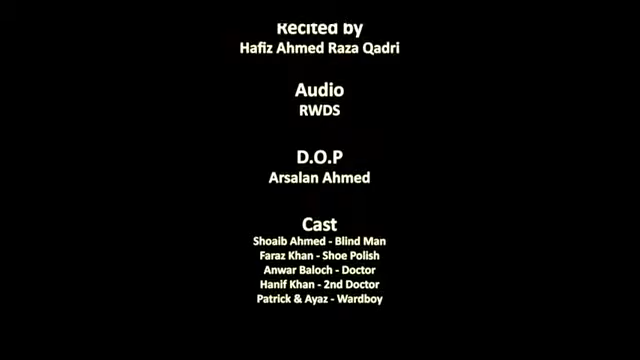 Recited by
Hafiz Ahmed Raza Qadri
Audio
RWDS
D.O.P
Arsalan Ahmed
Cast
Shoaib Ahmed - Blind Man
Faraz Khan - Shoe Polish
Anwar Baloch - Doctor
Hanif Khan - 2nd Doctor
Patrick & Ayaz - Wardboy